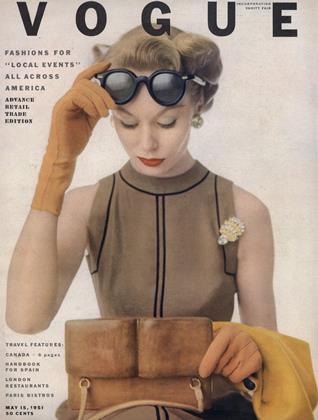 INCORPORATING
VANITY FAIR
VOGUE
FASHIONS FOR
"LOCAL EVENTS"
ALL ACROSS
AMERICA
ADVANCE
RETAIL
TRADE
EDITION
TRAVEL FEATURES:
CANADA – 6 pages
HANDBOOK
FOR SPAIN
LONDON
RESTAURANTS
PARIS BISTROS
MAY 15, 1951
50 CENTS